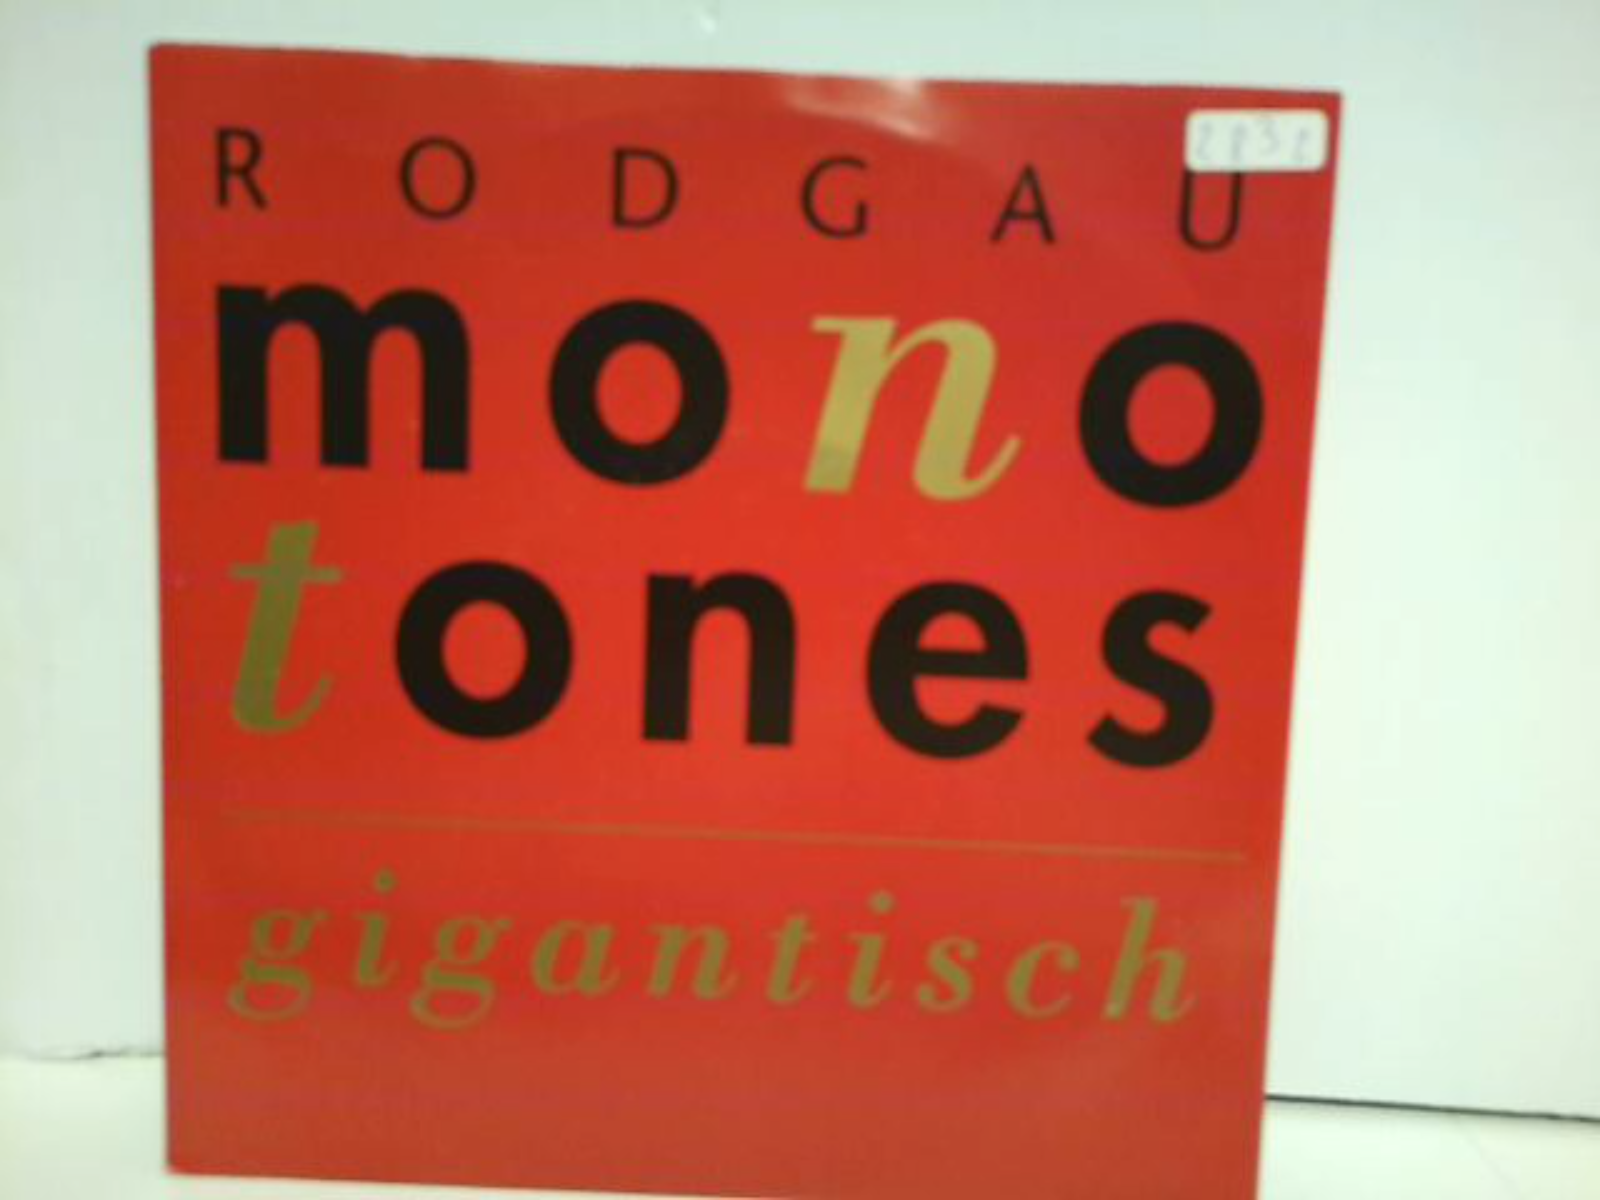 RODGAU
mono
tones
gigantisch